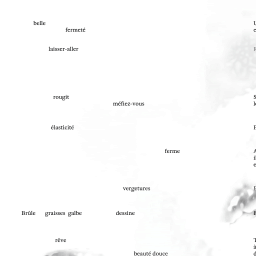 belle
fermeté
laisser-aller
rougit
méfiez-vous
élasticité
ferme
vergetures
Brûle graisses galbe dessine
rêve
beauté douce